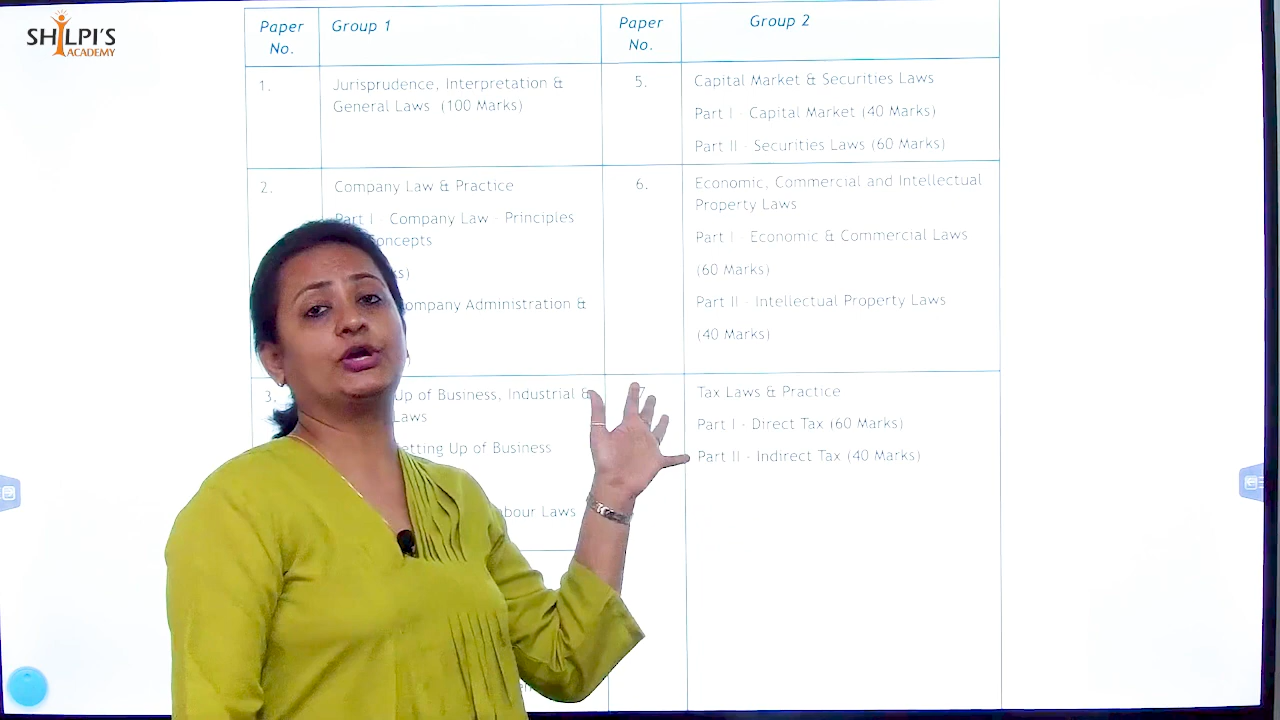 SHILPI'S
ACADEMY
Paper No.
Group 1
Paper No.
Group 2
1.
Jurisprudence, Interpretation &
General Laws (100 Marks)
5.
Capital Market & Securities Laws
Part I - Capital Market (40 Marks)
Part II - Securities Laws (60 Marks)
2.
Company Law & Practice
Part I - Company Law - Principles
6.
Economic, Commercial and Intellectual
Property Laws
Part I - Economic & Commercial Laws
(60 Marks)
Part II - Intellectual Property Laws
(40 Marks)
Administration &
3.
Up of Business, Industrial &
Laws
Up of Business
Laws
7.
Tax Laws & Practice
Part I - Direct Tax (60 Marks)
Part II - Indirect Tax (40 Marks)